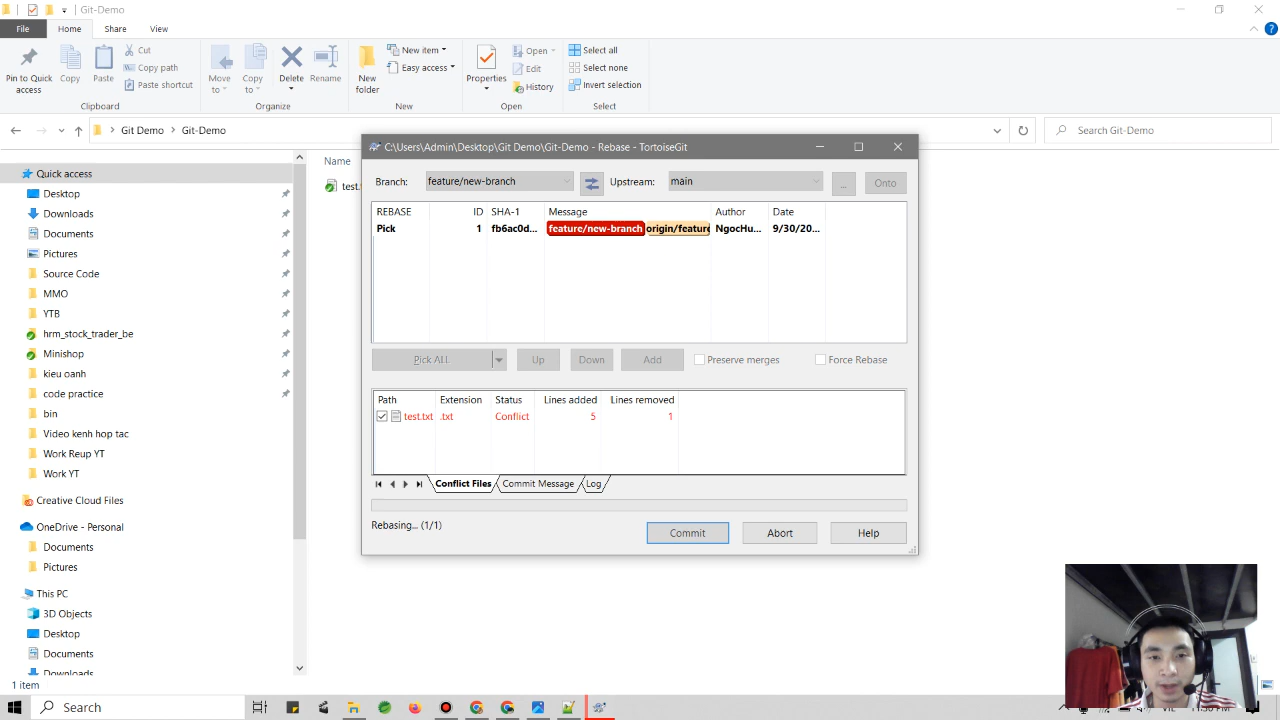 Git-Demo
File
Home
Share
View
Pin to Quick access
Copy
Paste
Cut
Copy path
Paste shortcut
Clipboard
Move to
Copy to
Delete
Rename
Organize
New folder
New item
Easy access
New
Properties
Open
Edit
History
Open
Select all
Select none
Invert selection
Select
Git Demo
Git-Demo
Search Git-Demo
Name
test.
Quick access
Desktop
Downloads
Documents
Pictures
Source Code
MMO
YTB
hrm_stock_trader_be
Minishop
kieu oanh
code practice
bin
Video kenh hop tac
Work Reup YT
Work YT
Creative Cloud Files
OneDrive - Personal
Documents
Pictures
This PC
3D Objects
Desktop
Documents
Downloads
1 item
C:\Users\Admin\Desktop\Git Demo\Git-Demo - Rebase - TortoiseGit
Branch: feature/new-branch Upstream: main ... Onto
REBASE ID SHA-1 Message Author Date
Pick 1 fb6ac0d... feature/new-branch origin/feature NgocHu... 9/30/20...
Pick ALL Up Down Add Preserve merges Force Rebase
Path Extension Status Lines added Lines removed
test.txt .txt Conflict 5 1
Conflict Files Commit Message Log
Rebasing... (1/1)
Commit Abort Help
Search